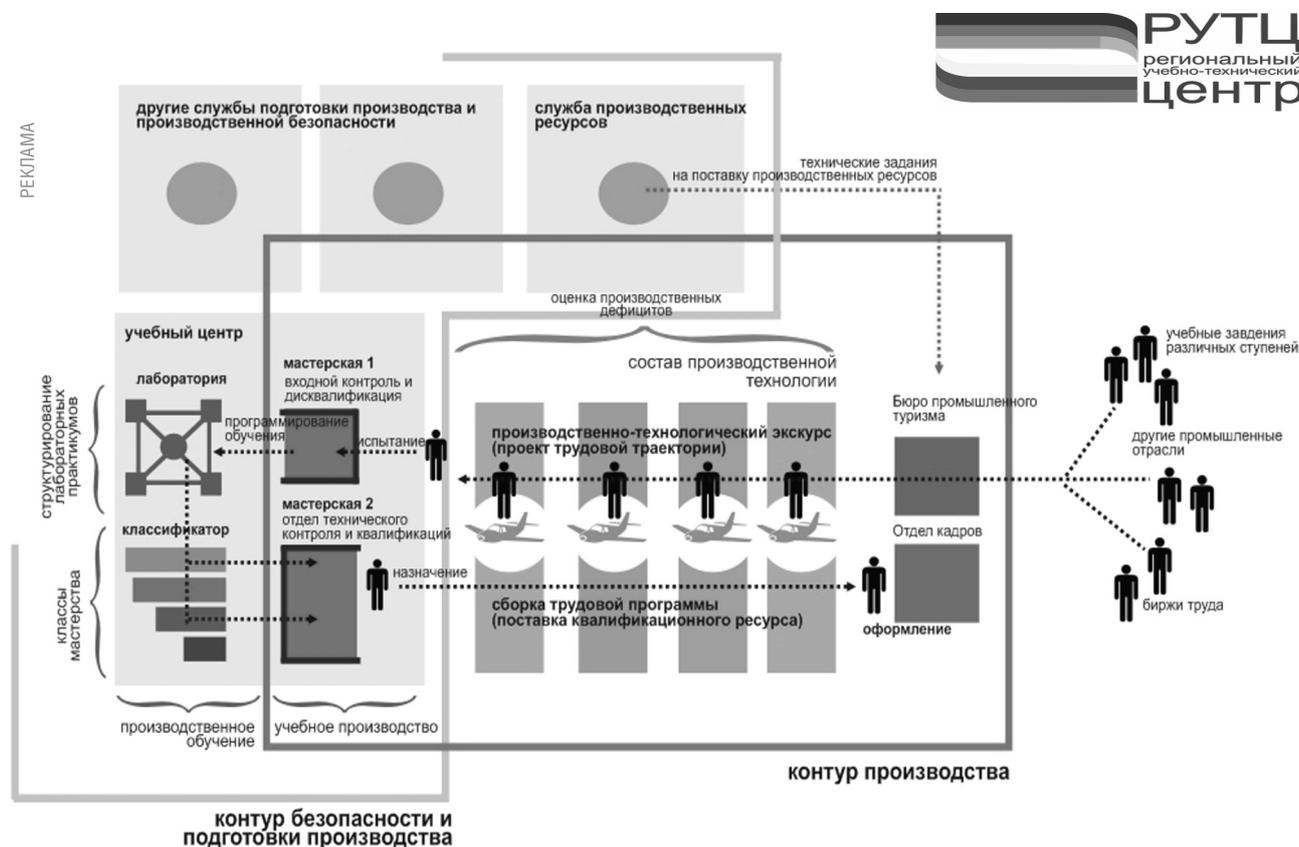 РУТЦ
региональный
учебно-технический
центр
РЕКЛАМА
другие службы подготовки производства и
производственной безопасности
служба производственных
ресурсов
технические задания
на поставку производственных ресурсов
оценка производственных
дефицитов
учебный центр
лаборатория
мастерская 1
входной контроль и
дисквалификация
программирование
обучения
испытание
структурирование
лабораторных
практикумов
состав производственной
технологии
производственно-технологический экскурс
(проект трудовой траектории)
Бюро промышленного
туризма
учебные завдения
различных ступеней
другие промышленные
отрасли
биржи труда
классификатор
классы
мастерства
мастерская 2
отдел технического
контроля и квалификаций
назначение
сборка трудовой программы
(поставка квалификационного ресурса)
Отдел кадров
оформление
производственное
обучение
учебное производство
контур производства
контур безопасности и
подготовки производства